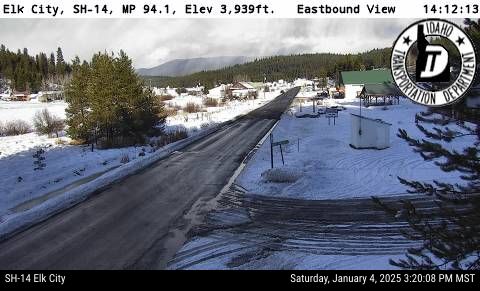 Elk City, SH-14, MP 94.1, Elev 3,939ft. Eastbound View 14:12:13
IDAHO
TRANSPORTATION DEPARTMENT
SH-14 Elk City Saturday, January 4, 2025 3:20:08 PM MST